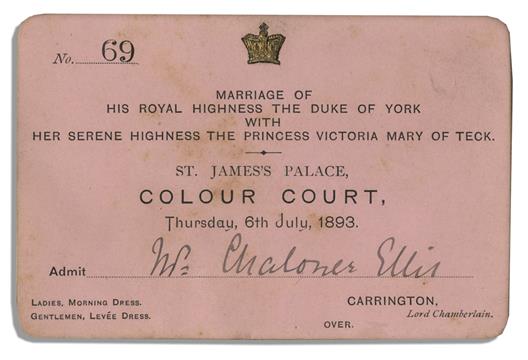 No. 69
MARRIAGE OF
HIS ROYAL HIGHNESS THE DUKE OF YORK
WITH
HER SERENE HIGHNESS THE PRINCESS VICTORIA MARY OF TECK.
ST. JAMES'S PALACE,
COLOUR COURT,
Thursday, 6th July, 1893.
Admit Chaloner Ellis
LADIES, MORNING DRESS.
GENTLEMEN, LEVÉE DRESS.
CARRINGTON,
Lord Chamberlain.
OVER.